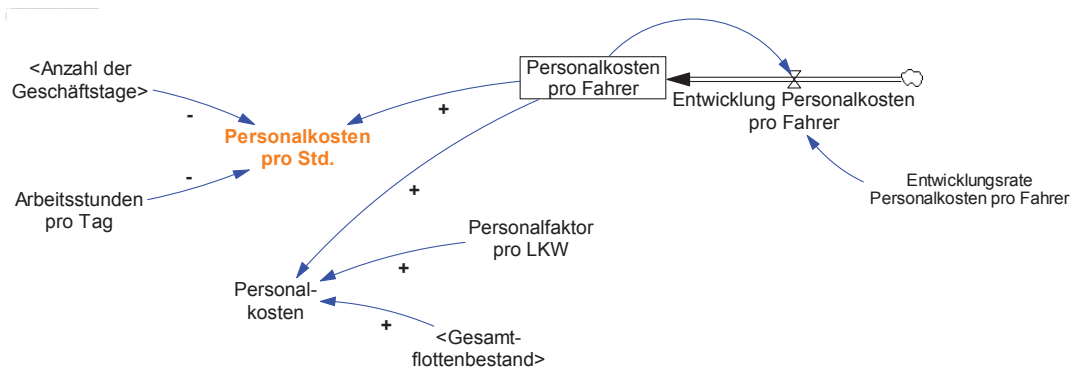 <Anzahl der
Geschäftstage>
-
Personalkosten
pro Std.
-
Arbeitsstunden
pro Tag
+
Personalkosten
pro Fahrer
Entwicklung Personalkosten
pro Fahrer
Entwicklungsrate
Personalkosten pro Fahrer
+
Personalfaktor
pro LKW
+
Personal-
kosten
+
<Gesamt-
flottenbestand>